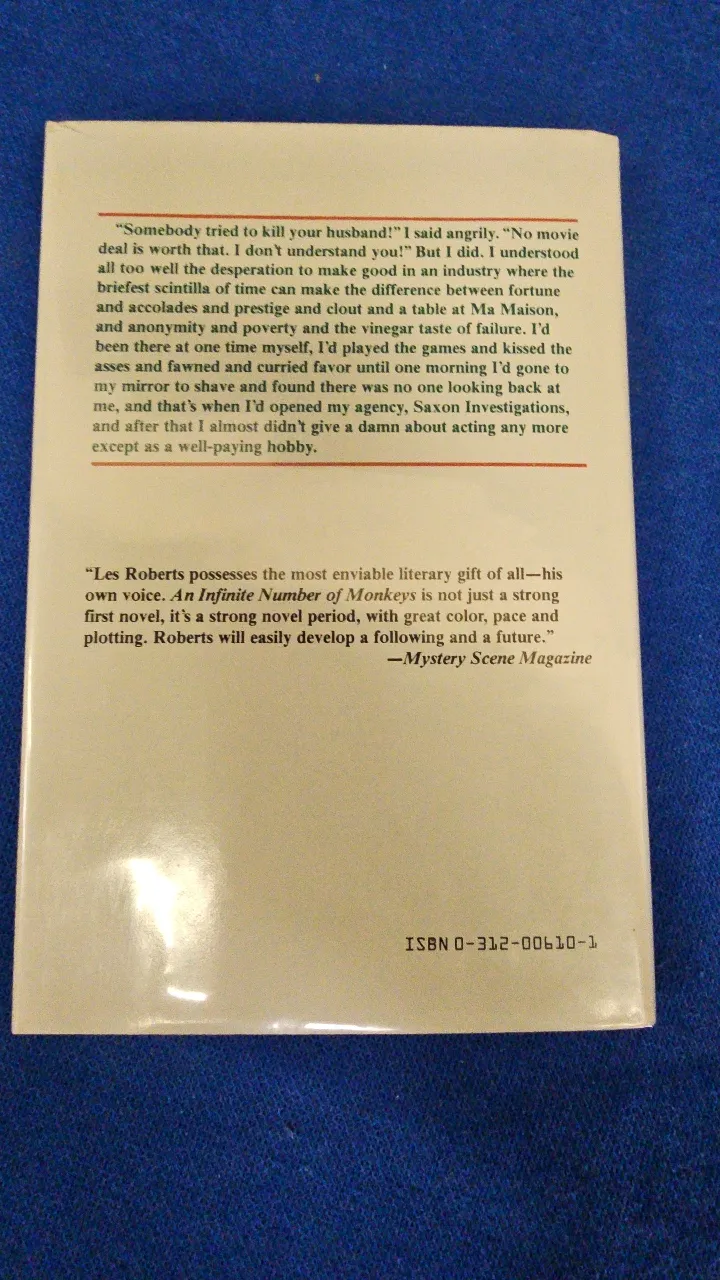 “Somebody tried to kill your husband!” I said angrily. “No movie
deal is worth that. I don’t understand you!” But I did. I understood
all too well the desperation to make good in an industry where the
briefest scintilla of time can make the difference between fortune
and accolades and prestige and clout and a table at Ma Maison,
and anonymity and poverty and the vinegar taste of failure. I’d
been there at one time myself, I’d played the games and kissed the
asses and fawned and curried favor until one morning I’d gone to
my mirror to shave and found there was no one looking back at
me, and that’s when I’d opened my agency, Saxon Investigations,
and after that I almost didn’t give a damn about acting any more
except as a well-paying hobby.
“Les Roberts possesses the most enviable literary gift of all—his
own voice. An Infinite Number of Monkeys is not just a strong
first novel, it’s a strong novel period, with great color, pace and
plotting. Roberts will easily develop a following and a future.”
—Mystery Scene Magazine
ISBN 0-312-00610-1